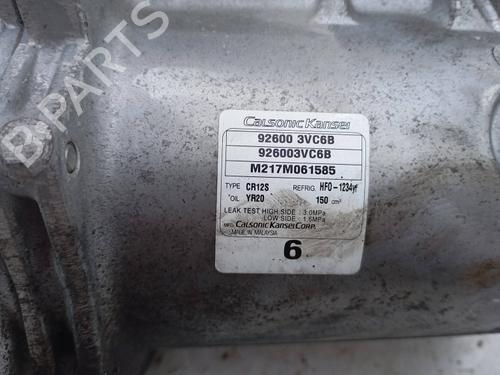 B-PARTS
Calsonic Kansei
92600 3VC6B
926003VC6B
M217M061585
TYPE CR12S REFRIG. HFO-1234yf
OIL YR20 150 cm³
LEAK TEST HIGH SIDE : 3.0MPa
LOW SIDE : 1.6MPa
MFG. Calsonic Kansei Corp.
MADE IN MALAYSIA
6